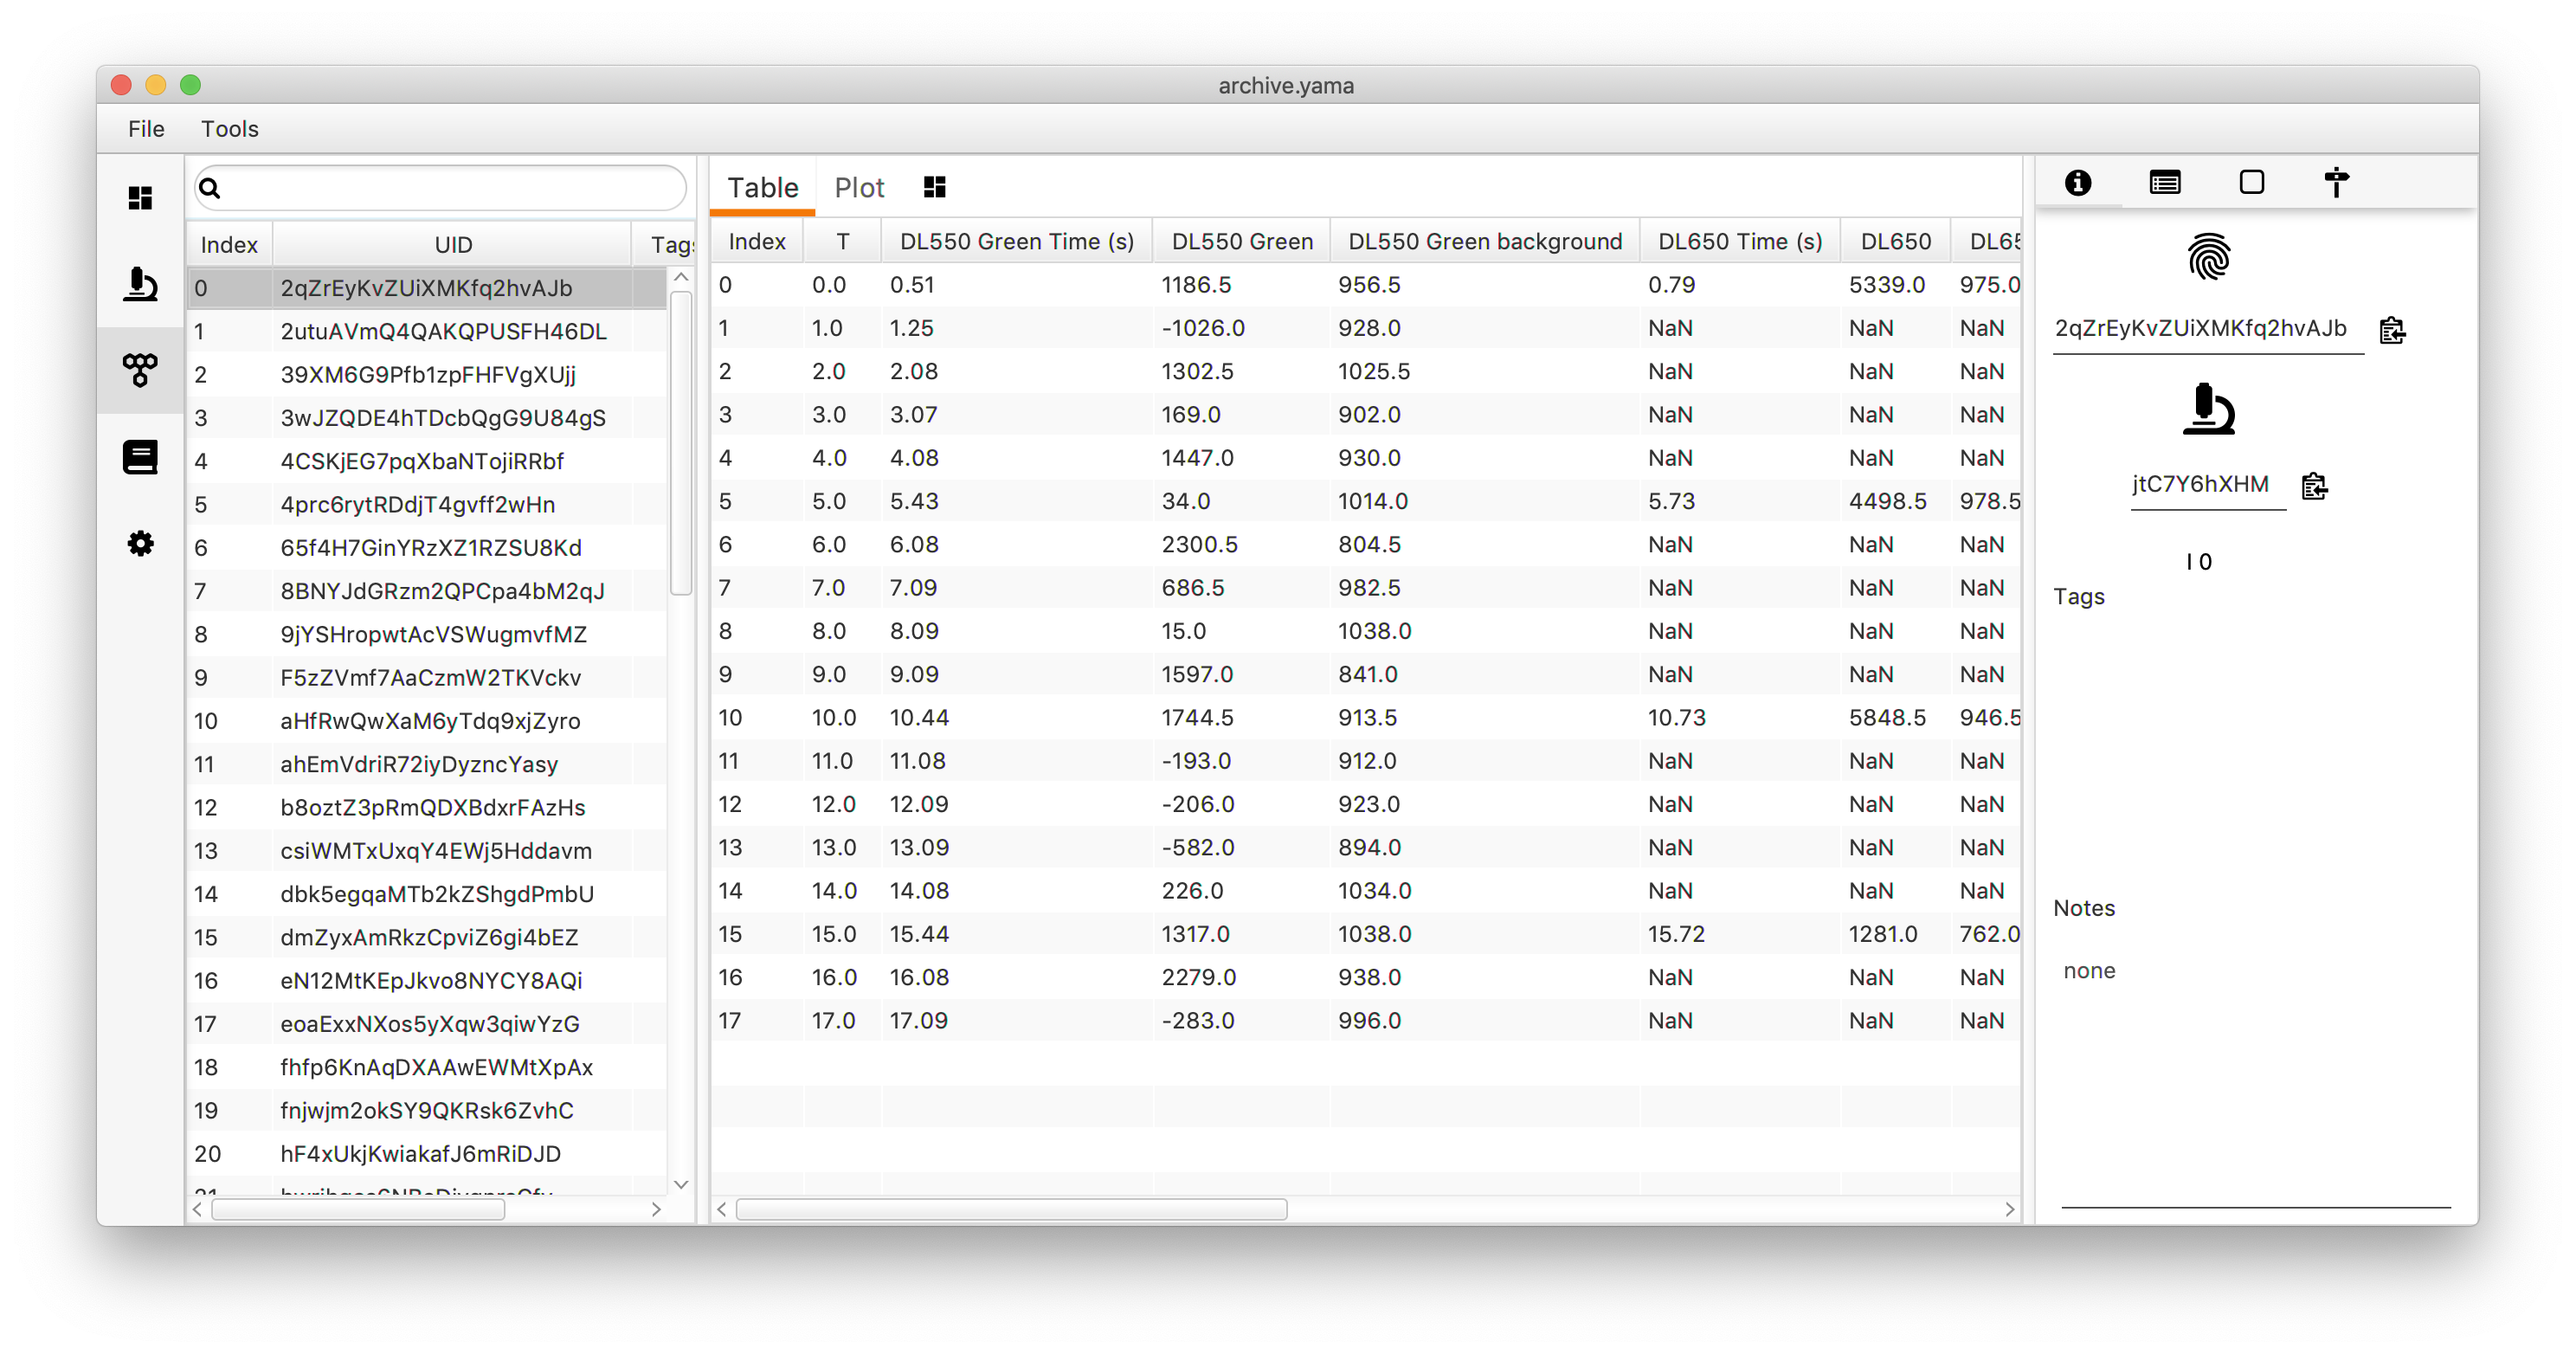 archive.yama
File Tools
Table Plot
Index UID Tags
0 2qZrEyKvZUiXMKfq2hvAJb
1 2utuAVmQ4QAKQPUSFH46DL
2 39XM6G9Pfb1zpFHFVgXUjj
3 3wJZQDE4hTDcbQgG9U84gS
4 4CSKjEG7pqXbaNTojiRRbf
5 4prc6rytRDdjT4gvff2wHn
6 65f4H7GinYRzXZ1RZSU8Kd
7 8BNYJdGRzm2QPCpa4bM2qJ
8 9jYSHropwtAcVSWugmvfMZ
9 F5zZVmf7AaCzmW2TKVckv
10 aHfRwQwXaM6yTdq9xjZyro
11 ahEmVdriR72iyDyzncYasy
12 b8oztZ3pRmQDXBdxrFAzHs
13 csiWMTxUxqY4EWj5Hddavm
14 dbk5egqaMTb2kZShgdPmbU
15 dmZyxAmRkzCpviZ6gi4bEZ
16 eN12MtKEpJkvo8NYCY8AQi
17 eoaExxNXos5yXqw3qiwYzG
18 fhfp6KnAqDXAAwEWMtXpAx
19 fnjwjm2okSY9QKRsk6ZvhC
20 hF4xUkjKwiakafJ6mRiDJD
21
Index T DL550 Green Time (s) DL550 Green DL550 Green background DL650 Time (s) DL650 DL65
0 0.0 0.51 1186.5 956.5 0.79 5339.0 975.0
1 1.0 1.25 -1026.0 928.0 NaN NaN NaN
2 2.0 2.08 1302.5 1025.5 NaN NaN NaN
3 3.0 3.07 169.0 902.0 NaN NaN NaN
4 4.0 4.08 1447.0 930.0 NaN NaN NaN
5 5.0 5.43 34.0 1014.0 5.73 4498.5 978.5
6 6.0 6.08 2300.5 804.5 NaN NaN NaN
7 7.0 7.09 686.5 982.5 NaN NaN NaN
8 8.0 8.09 15.0 1038.0 NaN NaN NaN
9 9.0 9.09 1597.0 841.0 NaN NaN NaN
10 10.0 10.44 1744.5 913.5 10.73 5848.5 946.5
11 11.0 11.08 -193.0 912.0 NaN NaN NaN
12 12.0 12.09 -206.0 923.0 NaN NaN NaN
13 13.0 13.09 -582.0 894.0 NaN NaN NaN
14 14.0 14.08 226.0 1034.0 NaN NaN NaN
15 15.0 15.44 1317.0 1038.0 15.72 1281.0 762.0
16 16.0 16.08 2279.0 938.0 NaN NaN NaN
17 17.0 17.09 -283.0 996.0 NaN NaN NaN
2qZrEyKvZUiXMKfq2hvAJb
jtC7Y6hXHM
I 0
Tags
Notes
none